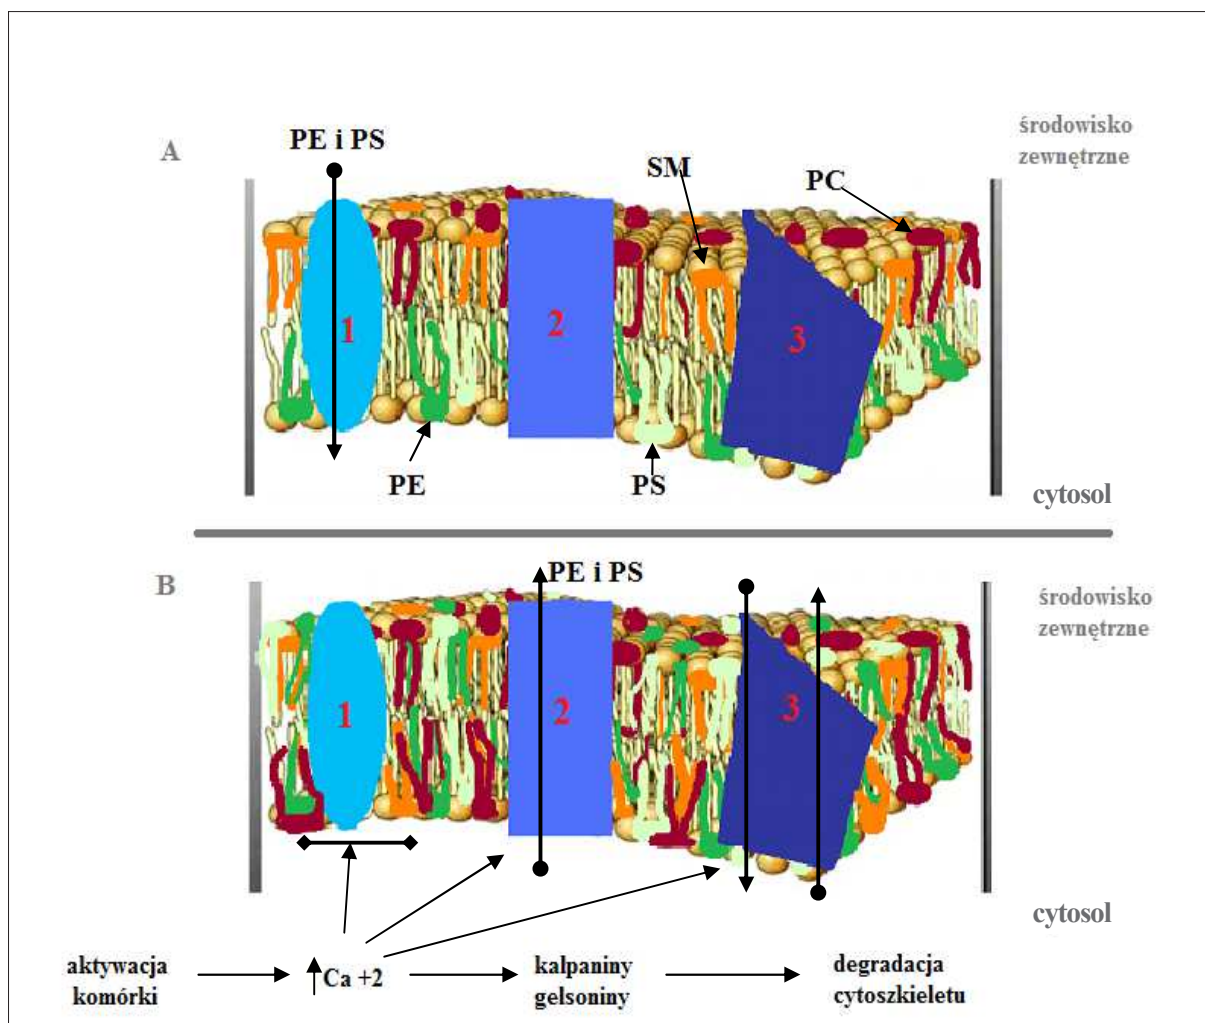 A
PE i PS
SM
PC
środowisko
zewnętrzne
1
2
3
PE
PS
cytosol
B
PE i PS
środowisko
zewnętrzne
1
2
3
cytosol
aktywacja
komórki
Ca +2
kalpaniny
gelsoniny
degradacja
cytoszkieletu